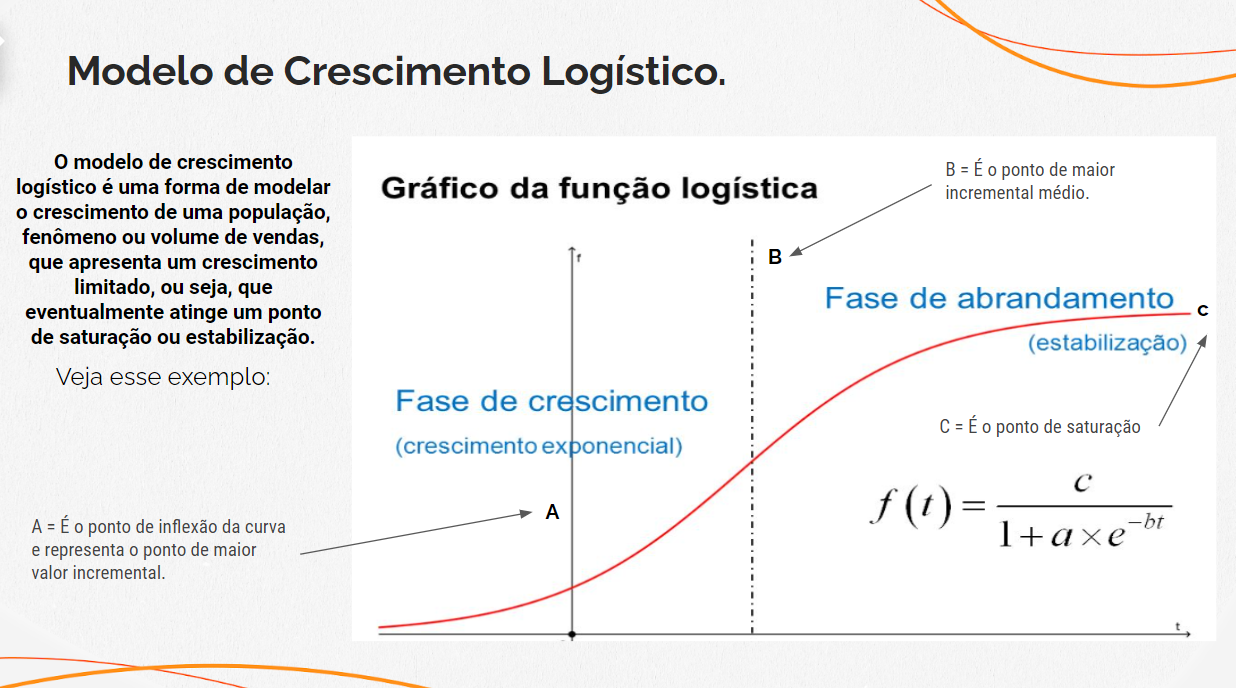 Modelo de Crescimento Logístico.
O modelo de crescimento
logístico é uma forma de modelar
o crescimento de uma população,
fenômeno ou volume de vendas,
que apresenta um crescimento
limitado, ou seja, que
eventualmente atinge um ponto
de saturação ou estabilização.
Veja esse exemplo:
A = É o ponto de inflexão da curva
e representa o ponto de maior
valor incremental.
Gráfico da função logística
B = É o ponto de maior
incremental médio.
f
B
Fase de abrandamento
C
(estabilização)
Fase de crescimento
(crescimento exponencial)
C = É o ponto de saturação
A
f(t) = c / (1 + a × e^{-bt})
t